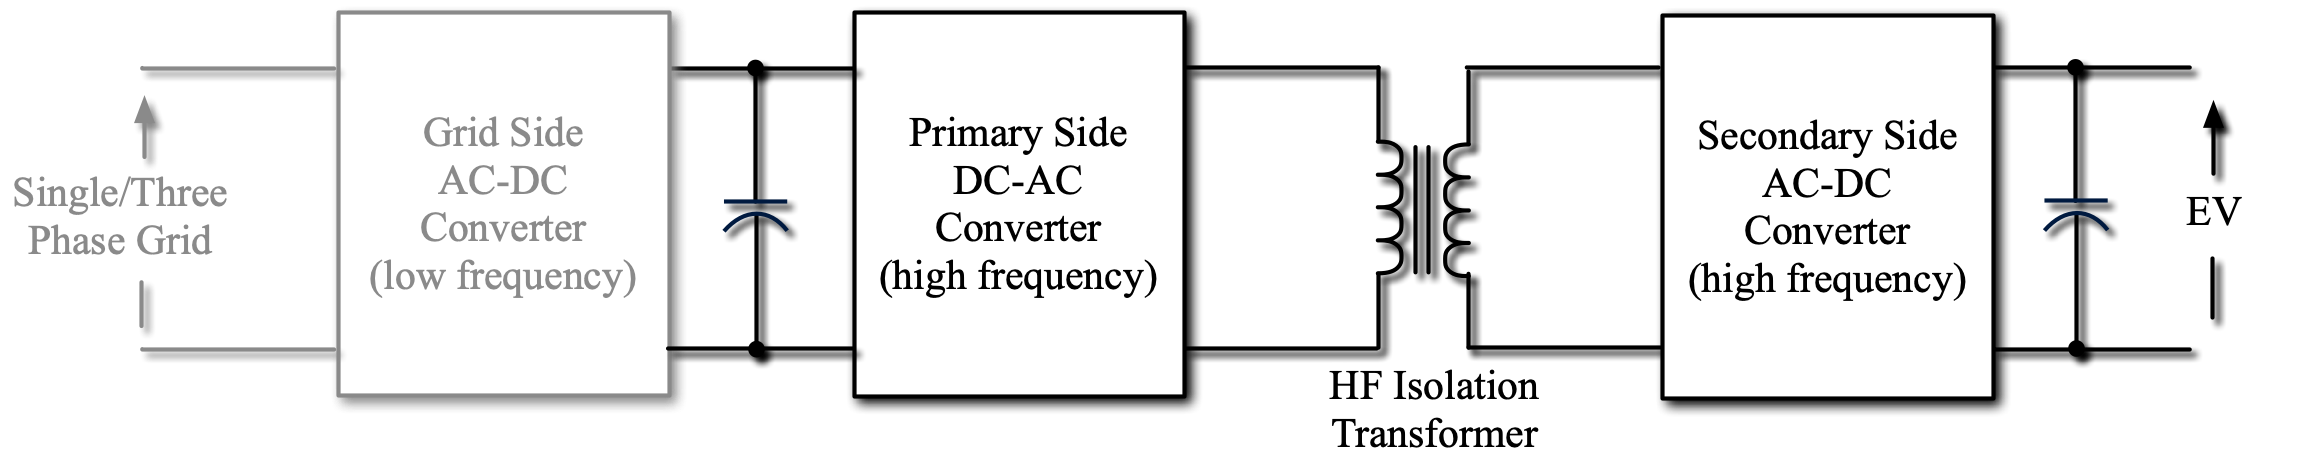 Single/Three
Phase Grid
Grid Side
AC-DC
Converter
(low frequency)
Primary Side
DC-AC
Converter
(high frequency)
HF Isolation
Transformer
Secondary Side
AC-DC
Converter
(high frequency)
EV